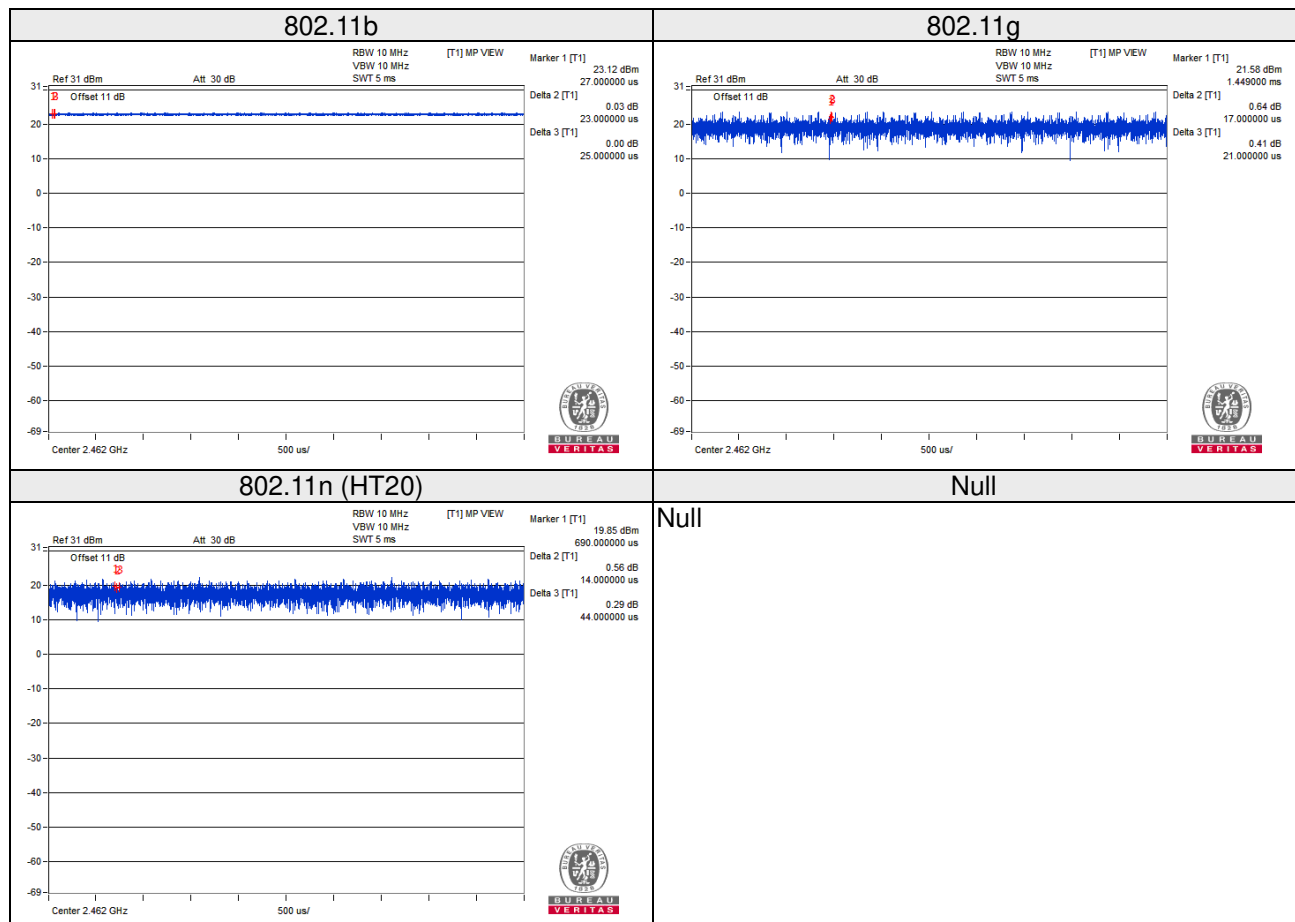 802.11b
RBW 10 MHz
[T1] MP VIEW
VBW 10 MHz
Ref 31 dBm
Att 30 dB
SWT 5 ms
Marker 1 [T1]
23.12 dBm
27.000000 us
Delta 2 [T1]
0.03 dB
23.000000 us
Delta 3 [T1]
0.00 dB
25.000000 us
Offset 11 dB
31
20
10
0
-10
-20
-30
-40
-50
-60
-69
Center 2.462 GHz
500 us/
BUREAU VERITAS
1828
BUREAU
VERITAS
802.11g
RBW 10 MHz
[T1] MP VIEW
VBW 10 MHz
Ref 31 dBm
Att 30 dB
SWT 5 ms
Marker 1 [T1]
21.58 dBm
1.449000 ms
Delta 2 [T1]
0.64 dB
17.000000 us
Delta 3 [T1]
0.41 dB
21.000000 us
Offset 11 dB
31
20
10
0
-10
-20
-30
-40
-50
-60
-69
Center 2.462 GHz
500 us/
BUREAU VERITAS
1828
BUREAU
VERITAS
802.11n (HT20)
RBW 10 MHz
[T1] MP VIEW
VBW 10 MHz
Ref 31 dBm
Att 30 dB
SWT 5 ms
Marker 1 [T1]
19.85 dBm
690.000000 us
Delta 2 [T1]
0.56 dB
14.000000 us
Delta 3 [T1]
0.29 dB
44.000000 us
Offset 11 dB
31
20
10
0
-10
-20
-30
-40
-50
-60
-69
Center 2.462 GHz
500 us/
BUREAU VERITAS
1828
BUREAU
VERITAS
Null
Null